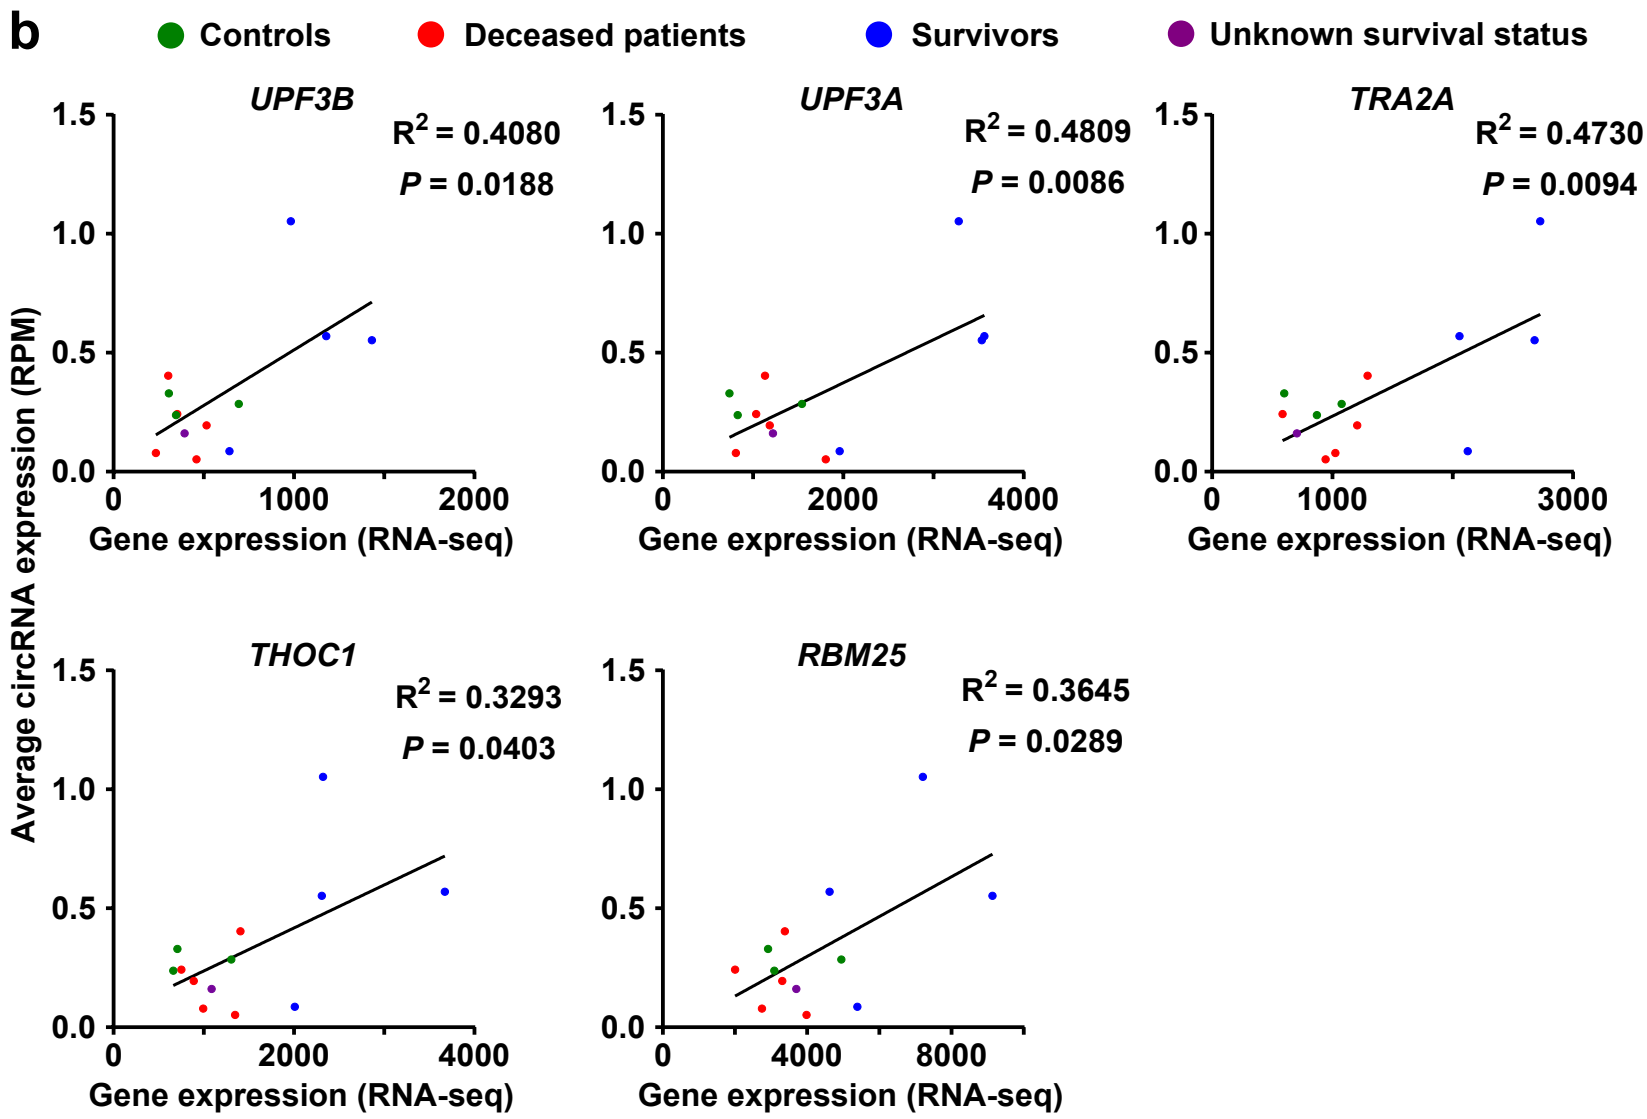 b
Controls
Deceased patients
Survivors
Unknown survival status
Average circRNA expression (RPM)
UPF3B
R² = 0.4080
P = 0.0188
1.5
1.0
0.5
0.0
0
1000
2000
Gene expression (RNA-seq)
UPF3A
R² = 0.4809
P = 0.0086
1.5
1.0
0.5
0.0
0
2000
4000
Gene expression (RNA-seq)
TRA2A
R² = 0.4730
P = 0.0094
1.5
1.0
0.5
0.0
0
1000
3000
Gene expression (RNA-seq)
THOC1
R² = 0.3293
P = 0.0403
1.5
1.0
0.5
0.0
0
2000
4000
Gene expression (RNA-seq)
RBM25
R² = 0.3645
P = 0.0289
1.5
1.0
0.5
0.0
0
4000
8000
Gene expression (RNA-seq)